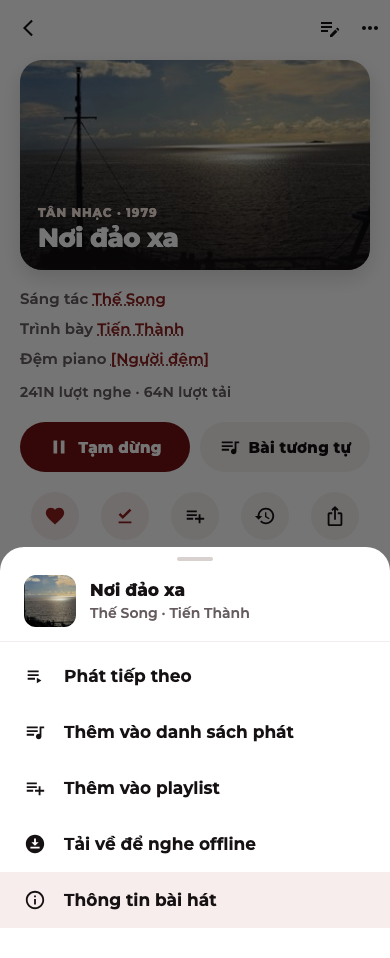 TÂN NHẠC · 1979
Nơi đảo xa
Sáng tác Thế Song
Trình bày Tiến Thành
Đệm piano [Người đệm]
241N lượt nghe · 64N lượt tải
Tạm dừng
Bài tương tự
Nơi đảo xa
Thế Song · Tiến Thành
Phát tiếp theo
Thêm vào danh sách phát
Thêm vào playlist
Tải về để nghe offline
Thông tin bài hát